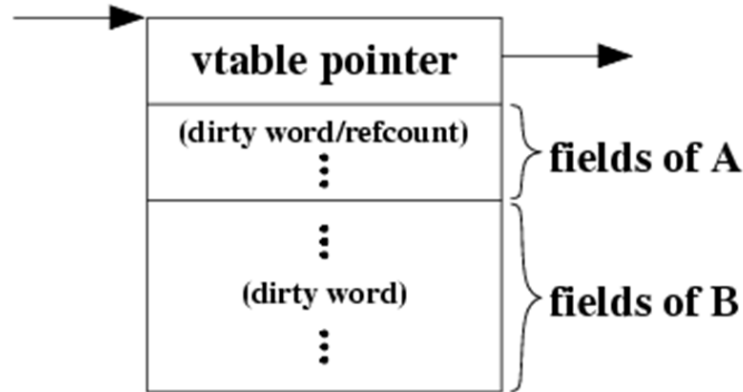 vtable pointer
(dirty word/refcount)
fields of A
(dirty word)
fields of B